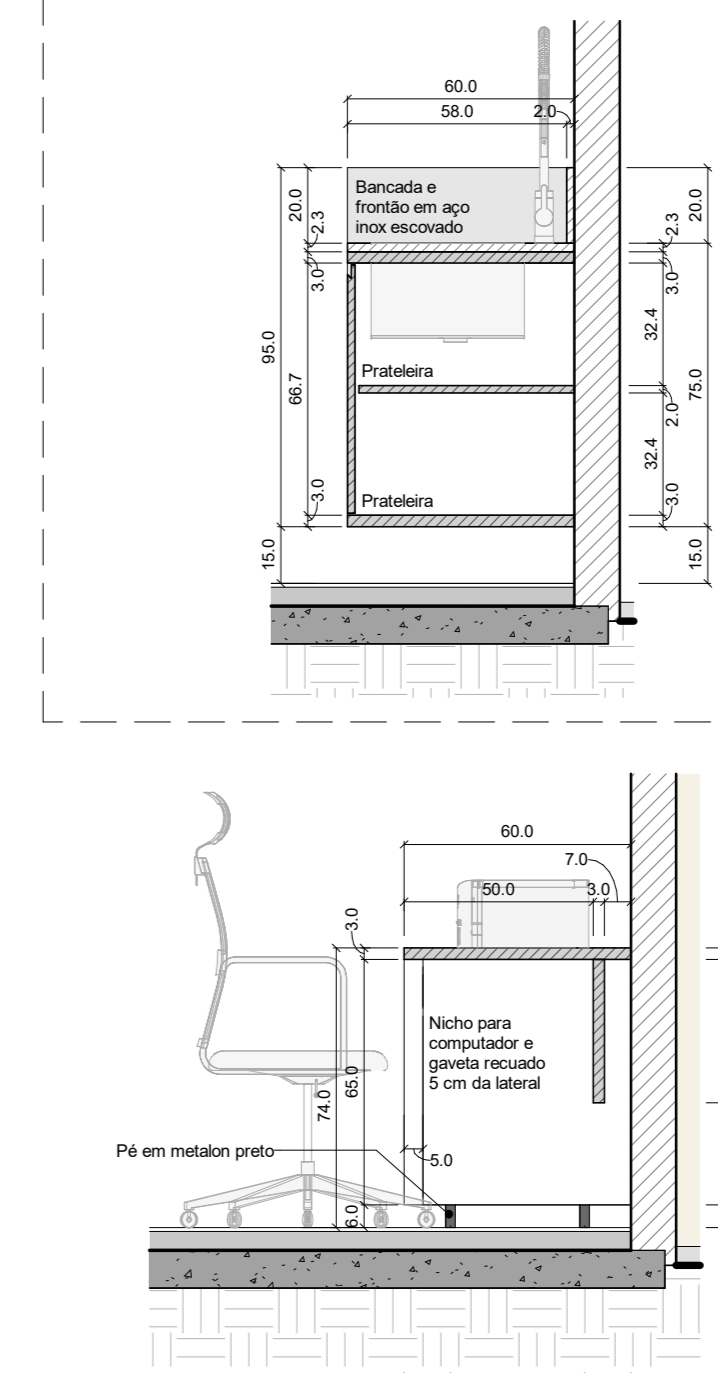 60.0
58.0
2.0
Bancada e
frontão em aço
inox escovado
20.0
2.3
3.0
95.0
66.7
3.0
15.0
Prateleira
Prateleira
20.0
2.3
3.0
32.4
75.0
2.0
32.4
3.0
15.0
60.0
7.0
50.0
3.0
3.0
Nicho para
computador e
gaveta recuado
5 cm da lateral
65.0
74.0
Pé em metalon preto
5.0
6.0